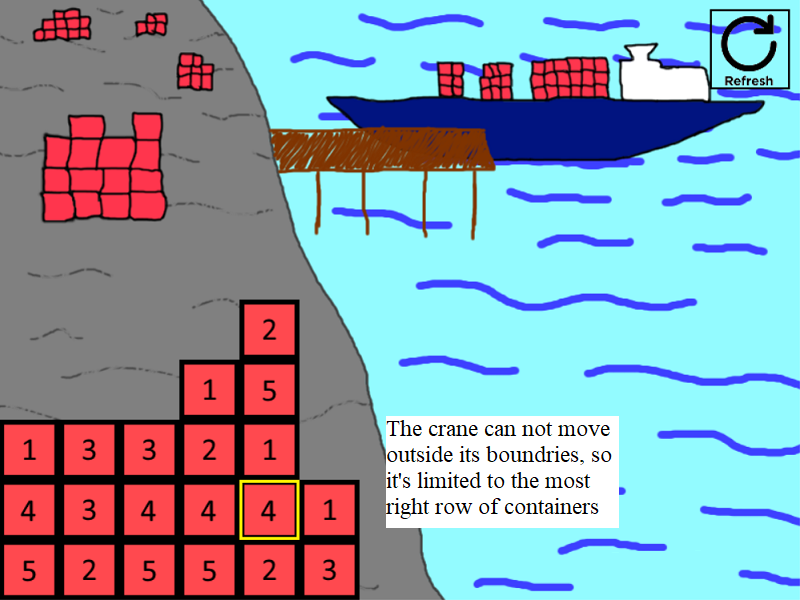 Refresh
2
1 5
1 3 3 2 1
The crane can not move
outside its boundries, so
it's limited to the most
right row of containers
4 3 4 4 4 1
5 2 5 5 2 3